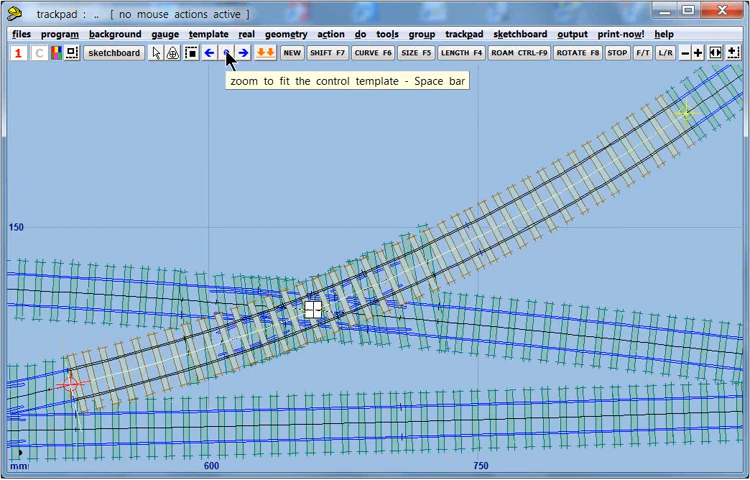 trackpad : .. [ no mouse actions active ]
files program background gauge template real geometry action do tools group trackpad sketchboard output print-now! help
1 C sketchboard NEW SHIFT F7 CURVE F6 SIZE F5 LENGTH F4 ROAM CTRL-F9 ROTATE F8 STOP F/T L/R
zoom to fit the control template - Space bar
150
mm 600 750